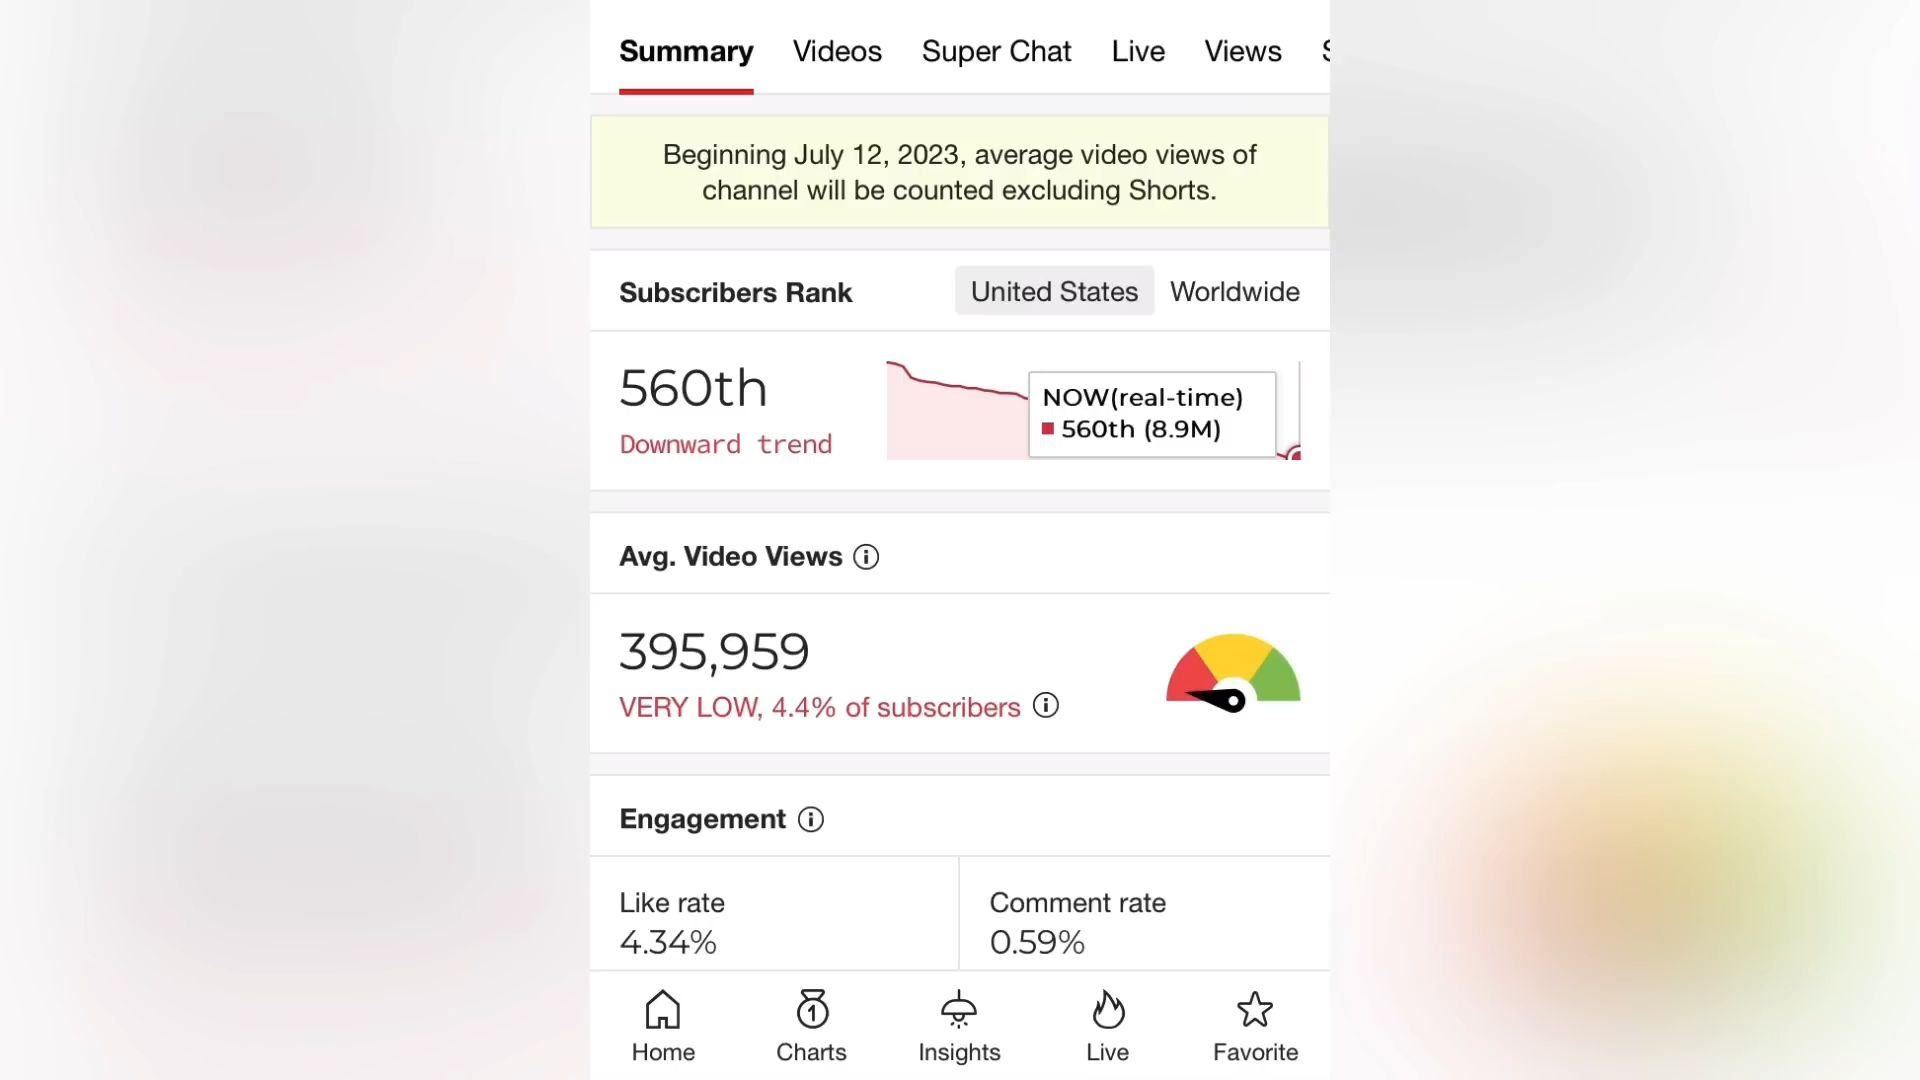 Summary Videos Super Chat Live Views
Beginning July 12, 2023, average video views of
channel will be counted excluding Shorts.
Subscribers Rank United States Worldwide
560th
Downward trend
NOW(real-time)
560th (8.9M)
Avg. Video Views
395,959
VERY LOW, 4.4% of subscribers
Engagement
Like rate Comment rate
4.34% 0.59%
Home Charts Insights Live Favorite